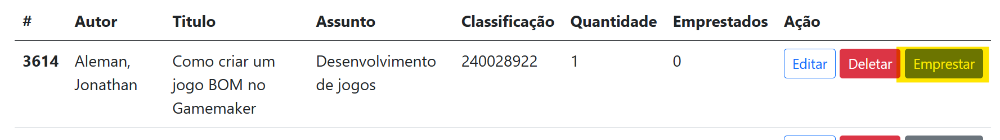 # Autor Titulo Assunto Classificação Quantidade Emprestados Ação
3614 Aleman, Como criar um Desenvolvimento 240028922 1 0 Editar Deletar Emprestar
Jonathan jogo BOM no de jogos
Gamemaker